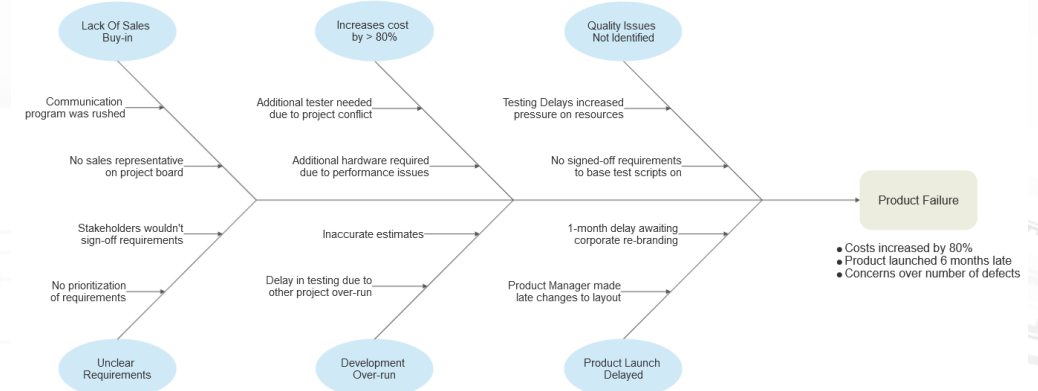 Lack Of Sales
Buy-in
Increases cost
by > 80%
Quality Issues
Not Identified
Communication
program was rushed
Additional tester needed
due to project conflict
Testing Delays increased
pressure on resources
No sales representative
on project board
Additional hardware required
due to performance issues
No signed-off requirements
to base test scripts on
Product Failure
Stakeholders wouldn't
sign-off requirements
Inaccurate estimates
1-month delay awaiting
corporate re-branding
• Costs increased by 80%
• Product launched 6 months late
• Concerns over number of defects
No prioritization
of requirements
Delay in testing due to
other project over-run
Product Manager made
late changes to layout
Unclear
Requirements
Development
Over-run
Product Launch
Delayed